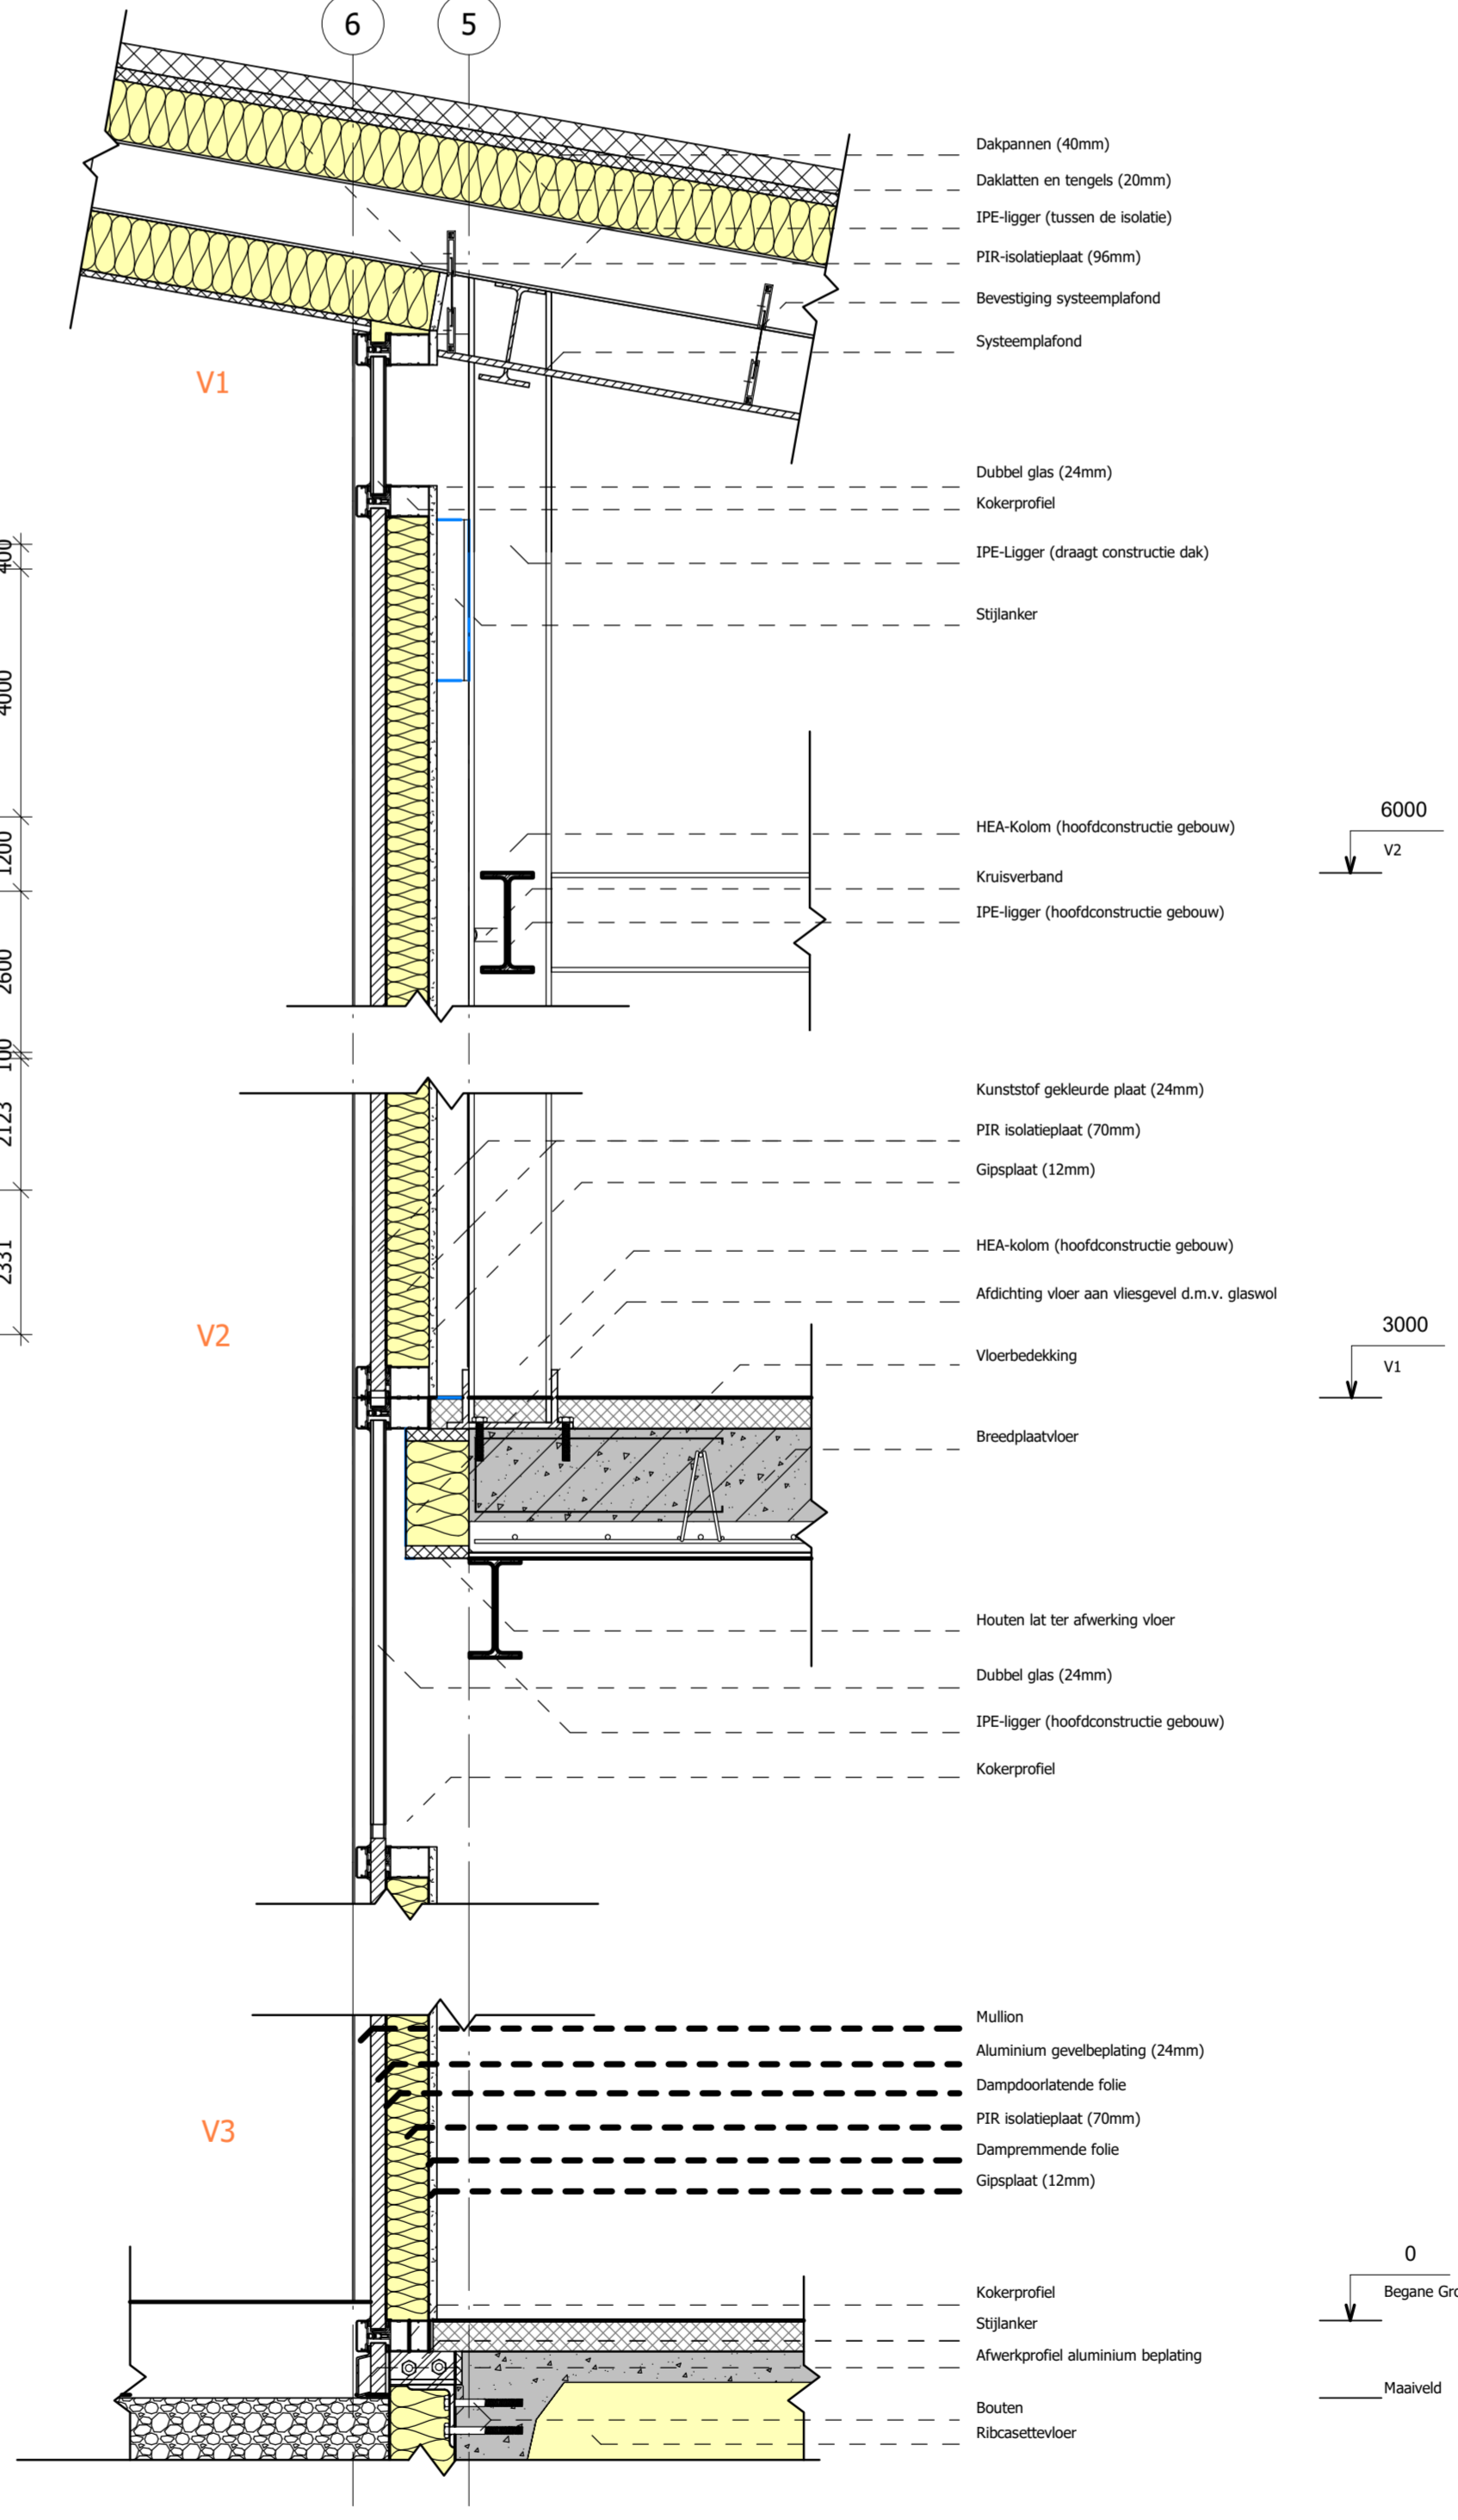 6
5
Dakpannen (40mm)
Daklatten en tengels (20mm)
IPE-ligger (tussen de isolatie)
PIR-isolatieplaat (96mm)
Bevestiging systeemplafond
Systeemplafond
V1
Dubbel glas (24mm)
Kokerprofiel
IPE-Ligger (draagt constructie dak)
Stijlanker
400
4000
1200
2600
100
2123
2331
HEA-Kolom (hoofdconstructie gebouw)
Kruisverband
IPE-ligger (hoofdconstructie gebouw)
6000
V2
Kunststof gekleurde plaat (24mm)
PIR isolatieplaat (70mm)
Gipsplaat (12mm)
HEA-kolom (hoofdconstructie gebouw)
Afdichting vloer aan vliesgevel d.m.v. glaswol
V2
Vloerbedekking
3000
V1
Breedplaatvloer
Houten lat ter afwerking vloer
Dubbel glas (24mm)
IPE-ligger (hoofdconstructie gebouw)
Kokerprofiel
Mullion
Aluminium gevelbeplating (24mm)
Dampdoorlatende folie
PIR isolatieplaat (70mm)
Dampremmende folie
Gipsplaat (12mm)
V3
Kokerprofiel
Stijlanker
Afwerkprofiel aluminium beplating
Bouten
Ribcasettevloer
0
Begane Gro
Maaiveld